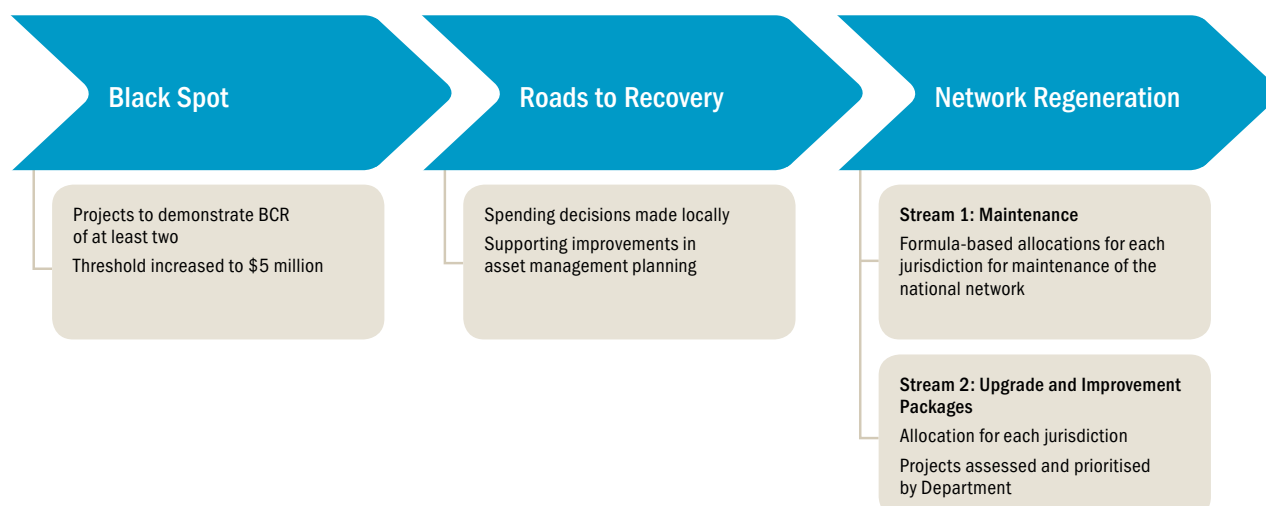 Black Spot
Projects to demonstrate BCR
of at least two
Threshold increased to $5 million
Roads to Recovery
Spending decisions made locally
Supporting improvements in
asset management planning
Network Regeneration
Stream 1: Maintenance
Formula-based allocations for each
jurisdiction for maintenance of the
national network
Stream 2: Upgrade and Improvement
Packages
Allocation for each jurisdiction
Projects assessed and prioritised
by Department